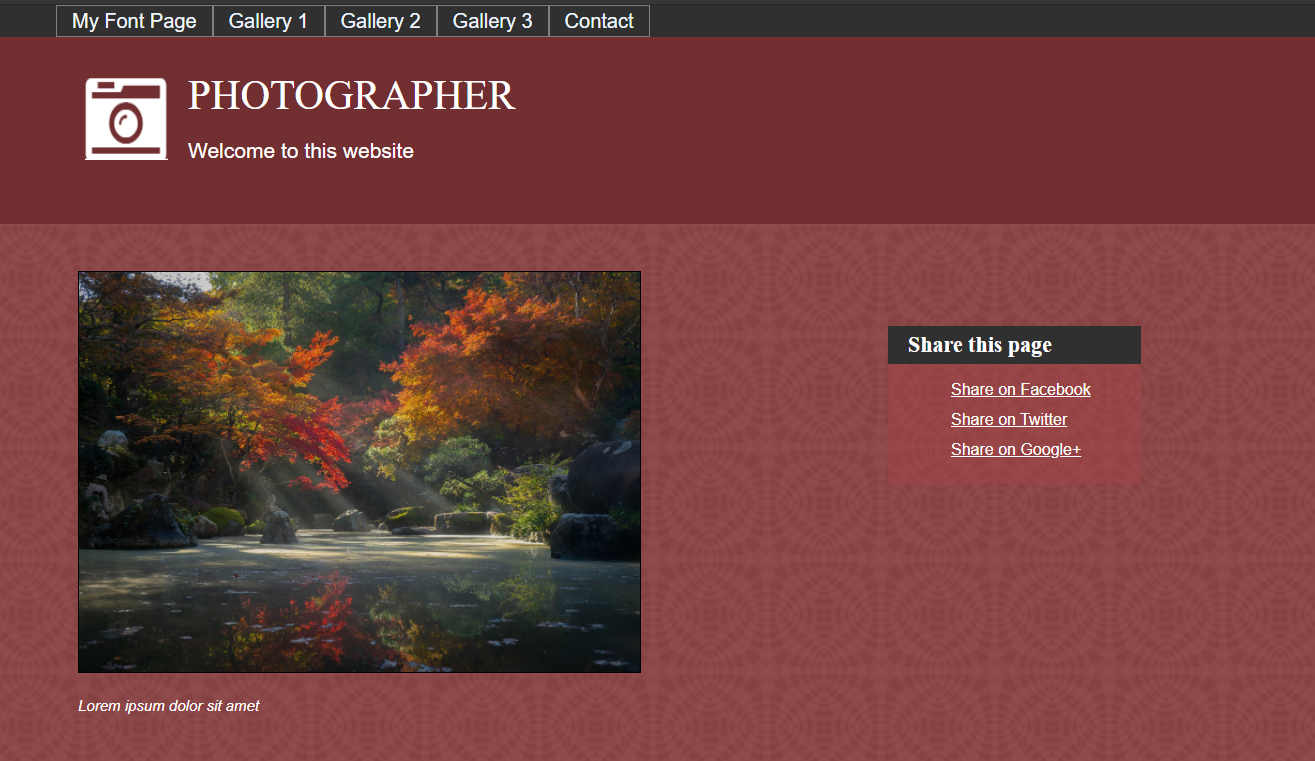 My Font Page Gallery 1 Gallery 2 Gallery 3 Contact
PHOTOGRAPHER
Welcome to this website
Share this page
Share on Facebook
Share on Twitter
Share on Google+
Lorem ipsum dolor sit amet